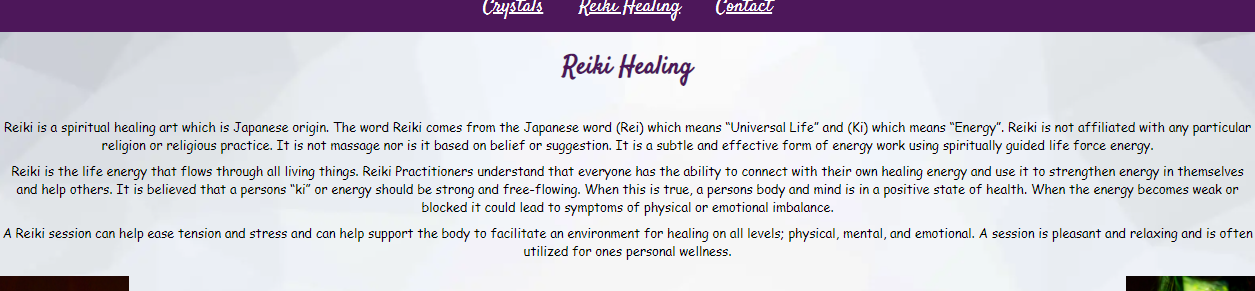 Crystals Reiki Healing Contact
Reiki Healing
Reiki is a spiritual healing art which is Japanese origin. The word Reiki comes from the Japanese word (Rei) which means “Universal Life” and (Ki) which means “Energy”. Reiki is not affiliated with any particular
religion or religious practice. It is not massage nor is it based on belief or suggestion. It is a subtle and effective form of energy work using spiritually guided life force energy.
Reiki is the life energy that flows through all living things. Reiki Practitioners understand that everyone has the ability to connect with their own healing energy and use it to strengthen energy in themselves
and help others. It is believed that a persons “ki” or energy should be strong and free-flowing. When this is true, a persons body and mind is in a positive state of health. When the energy becomes weak or
blocked it could lead to symptoms of physical or emotional imbalance.
A Reiki session can help ease tension and stress and can help support the body to facilitate an environment for healing on all levels; physical, mental, and emotional. A session is pleasant and relaxing and is often
utilized for ones personal wellness.